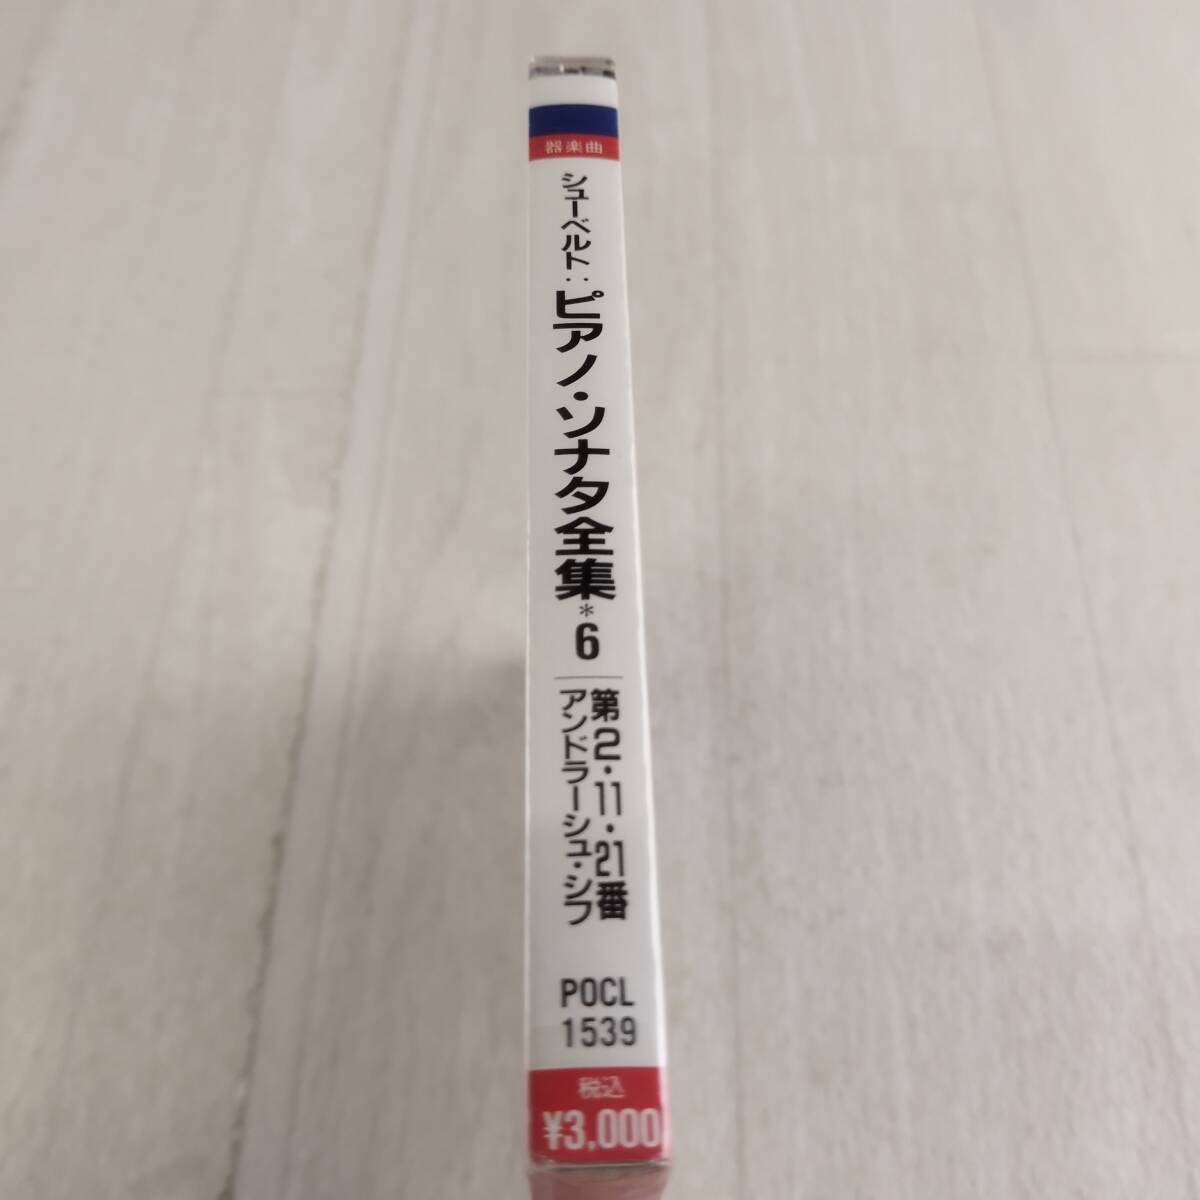 器楽曲
シューベルト:ピアノ・ソナタ全集*6
第2・11・21番
アンドラーシュ・シフ
POCL
1539
税込
¥3,000